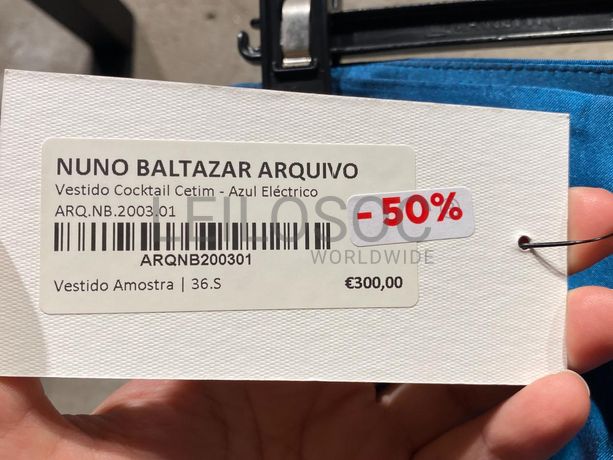 NUNO BALTAZAR ARQUIVO
Vestido Cocktail Cetim - Azul Eléctrico
ARQ.NB.2003.01
- 50%
LEILOSOC®
WORLDWIDE
ARQNB200301
Vestido Amostra | 36.S €300,00